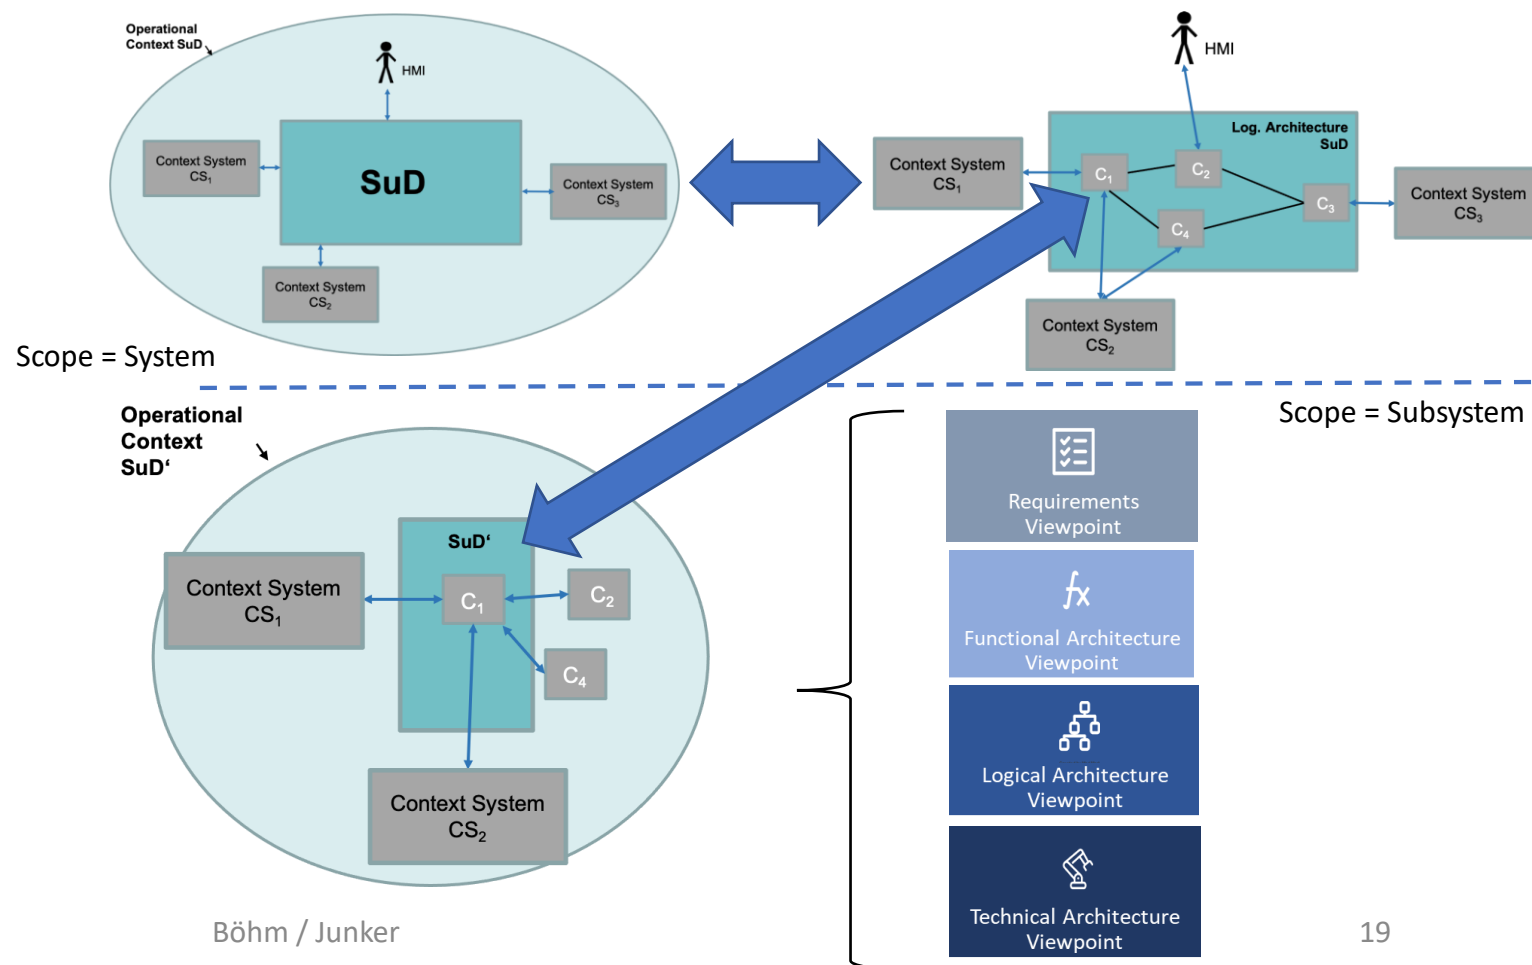 Operational
Context SuD
HMI
SuD
Context System
CS₁
Context System
CS₃
Context System
CS₂
HMI
Log. Architecture
SuD
Context System
CS₁
C₁
C₂
C₃
C₄
Context System
CS₃
Context System
CS₂
Scope = System
Scope = Subsystem
Operational
Context
SuD‘
SuD‘
Context System
CS₁
C₁
C₂
C₄
Context System
CS₂
Requirements
Viewpoint
fx
Functional Architecture
Viewpoint
Logical Architecture
Viewpoint
Technical Architecture
Viewpoint
Böhm / Junker
19